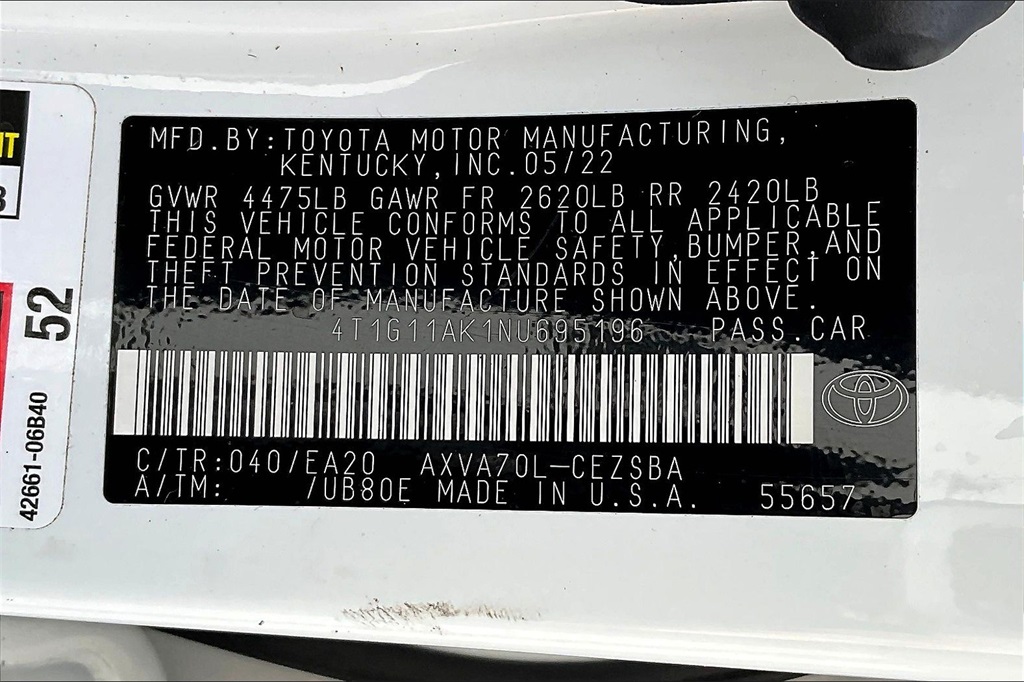 MFD.BY:TOYOTA MOTOR MANUFACTURING,
KENTUCKY,INC.05/22
GVWR 4475LB GAWR FR 2620LB RR 2420LB
THIS VEHICLE CONFORMS TO ALL APPLICABLE
FEDERAL MOTOR VEHICLE SAFETY,BUMPER,AND
THEFT PREVENTION STANDARDS IN EFFECT ON
THE DATE OF MANUFACTURE SHOWN ABOVE.
4T1G11AK1NU695196 PASS.CAR
C/TR:040/EA20 AXVA70L-CEZSBA
A/TM: /UB80E MADE IN U.S.A. 55657
52
42661-06B40